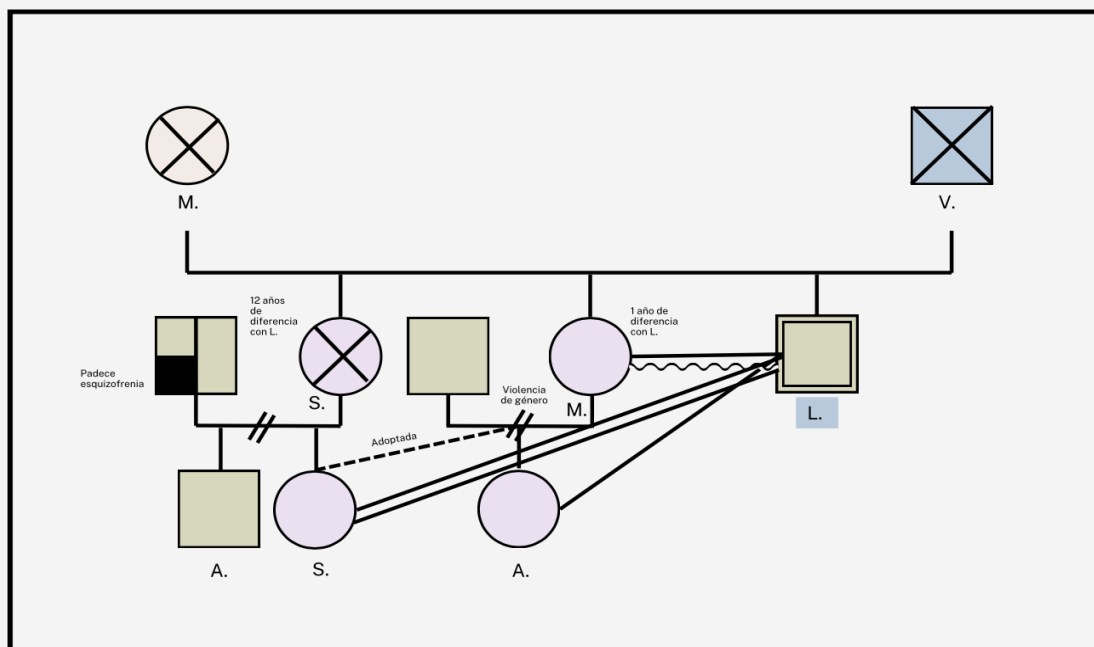 M.
V.
12 años
de
diferencia
con L.
1 año de
diferencia
con L.
Padece
esquizofrenia
S.
Violencia
de género
M.
L.
Adoptada
A.
S.
A.